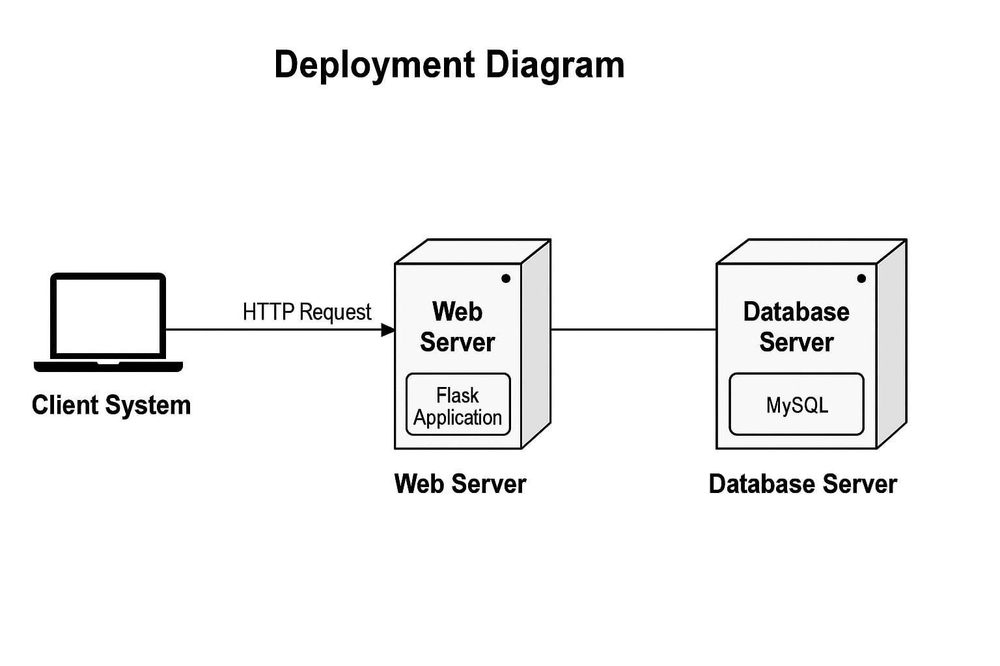 Deployment Diagram
HTTP Request
Client System
Web
Server
Flask
Application
Web Server
Database
Server
MySQL
Database Server